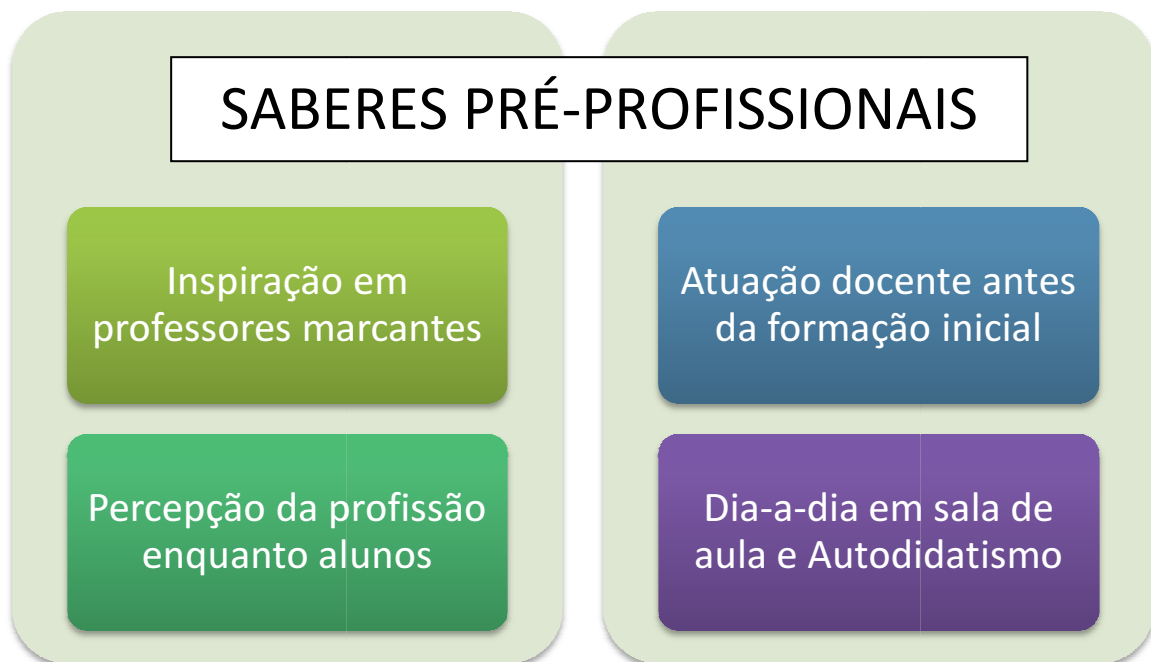 SABERES PRÉ-PROFISSIONAIS
Inspiração em
professores marcantes
Percepção da profissão
enquanto alunos
Atuação docente antes
da formação inicial
Dia-a-dia em sala de
aula e Autodidatismo